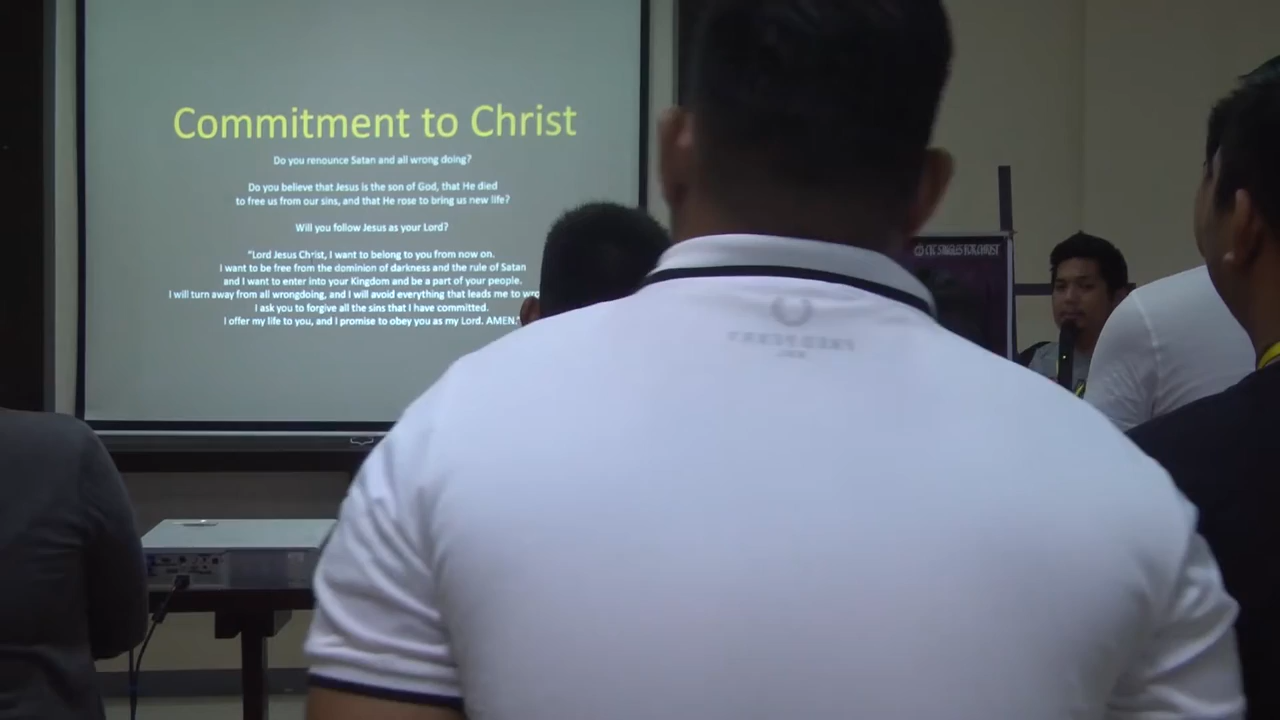 Commitment to Christ
Do you renounce Satan and all wrong doing?
Do you believe that Jesus is the son of God, that He died
to free us from our sins, and that He rose to bring us new life?
Will you follow Jesus as your Lord?
"Lord Jesus Christ, I want to belong to you from now on.
I want to be free from the dominion of darkness and the rule of Satan
and I want to enter into your Kingdom and be a part of your people.
I will turn away from all wrongdoing, and I will avoid everything that leads me to wro
I ask you to forgive all the sins that I have committed.
I offer my life to you, and I promise to obey you as my Lord. AMEN."
CFC SINGLES FOR CHRIST
FRED PERRY